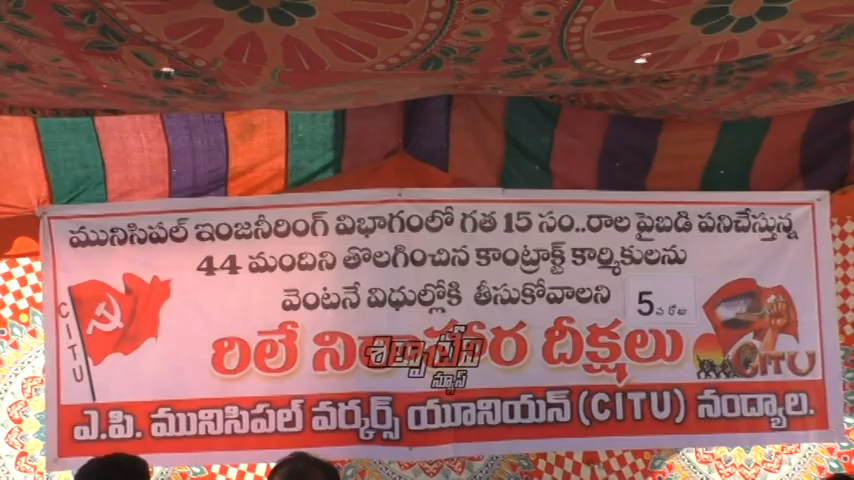 మునిసిపల్ ఇంజనీరింగ్ విభాగంలో గత 15 సం..రాల పైబడి పనిచేస్తున్న
44 మందిని తొలగించిన కాంట్రాక్ట్ కార్మికులను
వెంటనే విధుల్లోకి తీసుకోవాలని
5వ రోజు
రిలే దీక్షలు
న్యూస్
CITU
CITU
ఎ.పి. మునిసిపల్ వర్కర్స్ యూనియన్ (CITU) నంద్యాల.